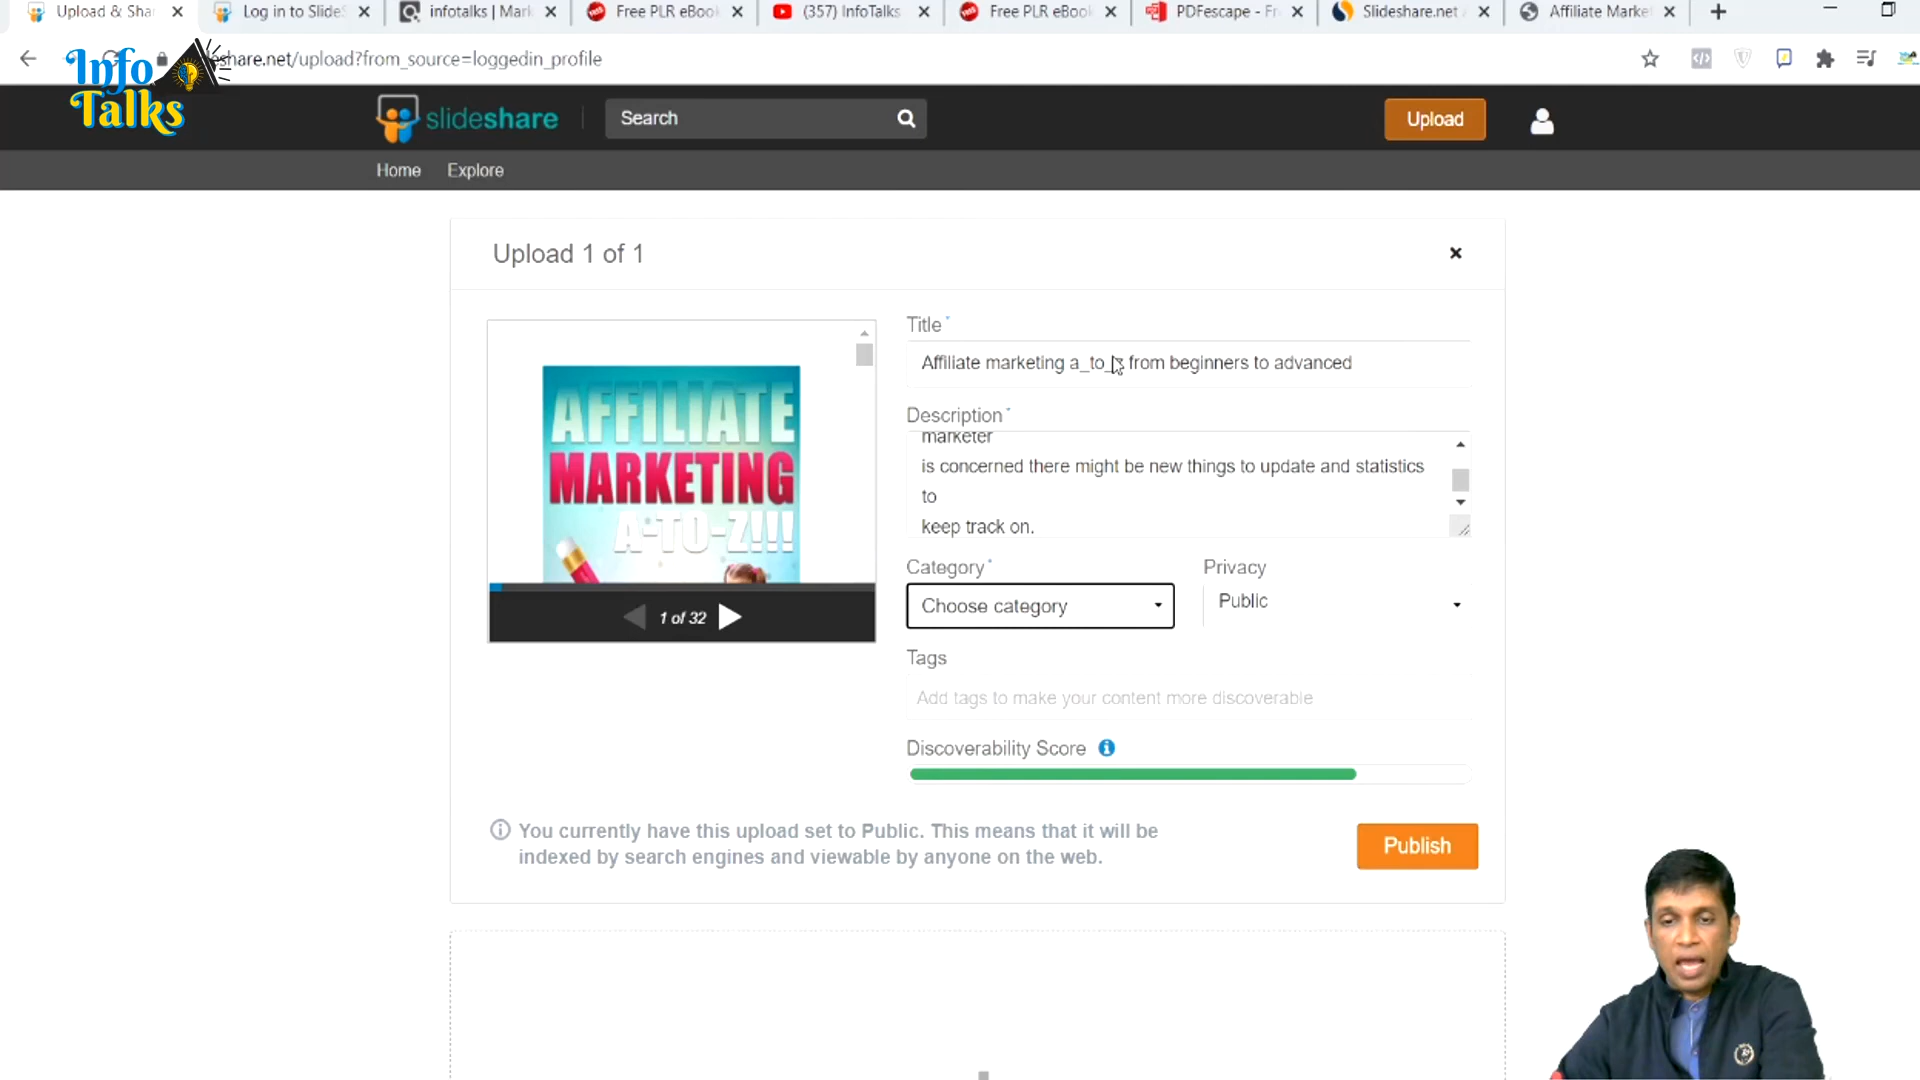 Upload & Sha
Log in to Slide
infotalks | Mark
Free PLR eBook
(357) InfoTalks
Free PLR eBook
PDFescape - Fr
Slideshare.net
Affiliate Market
Info
Talks
share.net/upload?from_source=loggedin_profile
slideshare
Search
Upload
Home
Explore
Upload 1 of 1
Title*
Affiliate marketing a_to_ from beginners to advanced
AFFILIATE
MARKETING
A-TO-Z!!!
1 of 32
Description*
marketer
is concerned there might be new things to update and statistics
to
keep track on.
Category*
Privacy
Choose category
Public
Tags
Add tags to make your content more discoverable
Discoverability Score
You currently have this upload set to Public. This means that it will be
indexed by search engines and viewable by anyone on the web.
Publish